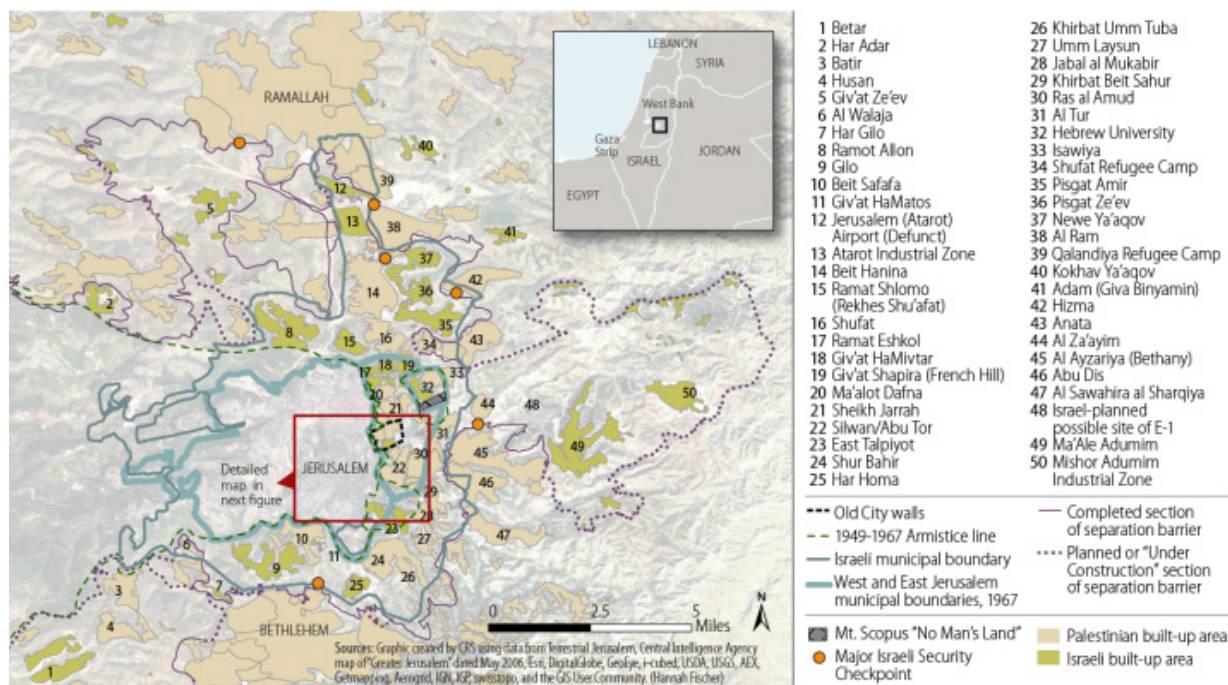 LEBANON
SYRIA
West Bank
Gaza
Strip
ISRAEL
JORDAN
EGYPT
RAMALLAH
40
12
39
5
13
38
41
37
2
14
36
42
8
15
35
16
34
43
17
18
19
33
32
20
21
44
48
50
31
49
Detailed
map in
next figure
JERUSALEM
30
45
22
46
29
28
23
47
6
10
11
27
24
9
26
3
7
25
4
1
BETHLEHEM
0 2.5 5
Miles
N
Sources: Graphic created by CRS using data from Terrestrial Jerusalem, Central Intelligence Agency
map of "Greater Jerusalem" dated May 2006; Esri, DigitalGlobe, GeoEye, i-cubed, USDA, USGS, AEX,
Getmapping, Aerogrid, IGN, IGP, swisstopo, and the GIS User Community. (Hannah Fischer)
1 Betar
2 Har Adar
3 Batir
4 Husan
5 Giv'at Ze'ev
6 Al Walaja
7 Har Gilo
8 Ramot Allon
9 Gilo
10 Beit Safafa
11 Giv'at HaMatos
12 Jerusalem (Atarot)
Airport (Defunct)
13 Atarot Industrial Zone
14 Beit Hanina
15 Ramat Shlomo
(Rekhes Shu'afat)
16 Shufat
17 Ramat Eshkol
18 Giv'at HaMivtar
19 Giv'at Shapira (French Hill)
20 Ma'alot Dafna
21 Sheikh Jarrah
22 Silwan/Abu Tor
23 East Talpiyot
24 Shur Bahir
25 Har Homa
26 Khirbat Umm Tuba
27 Umm Laysun
28 Jabal al Mukabir
29 Khirbat Beit Sahur
30 Ras al Amud
31 Al Tur
32 Hebrew University
33 Isawiya
34 Shufat Refugee Camp
35 Pisgat Amir
36 Pisgat Ze'ev
37 Newe Ya'aqov
38 Al Ram
39 Qalandiya Refugee Camp
40 Kokhav Ya'aqov
41 Adam (Giva Binyamin)
42 Hizma
43 Anata
44 Al Za'ayim
45 Al Ayzariya (Bethany)
46 Abu Dis
47 Al Sawahira al Sharqiya
48 Israel-planned
possible site of E-1
49 Ma'Ale Adumim
50 Mishor Adumim
Industrial Zone
Old City walls
1949-1967 Armistice line
Israeli municipal boundary
West and East Jerusalem
municipal boundaries, 1967
Completed section
of separation barrier
Planned or "Under
Construction" section
of separation barrier
Mt. Scopus "No Man's Land"
Major Israeli Security
Checkpoint
Palestinian built-up area
Israeli built-up area